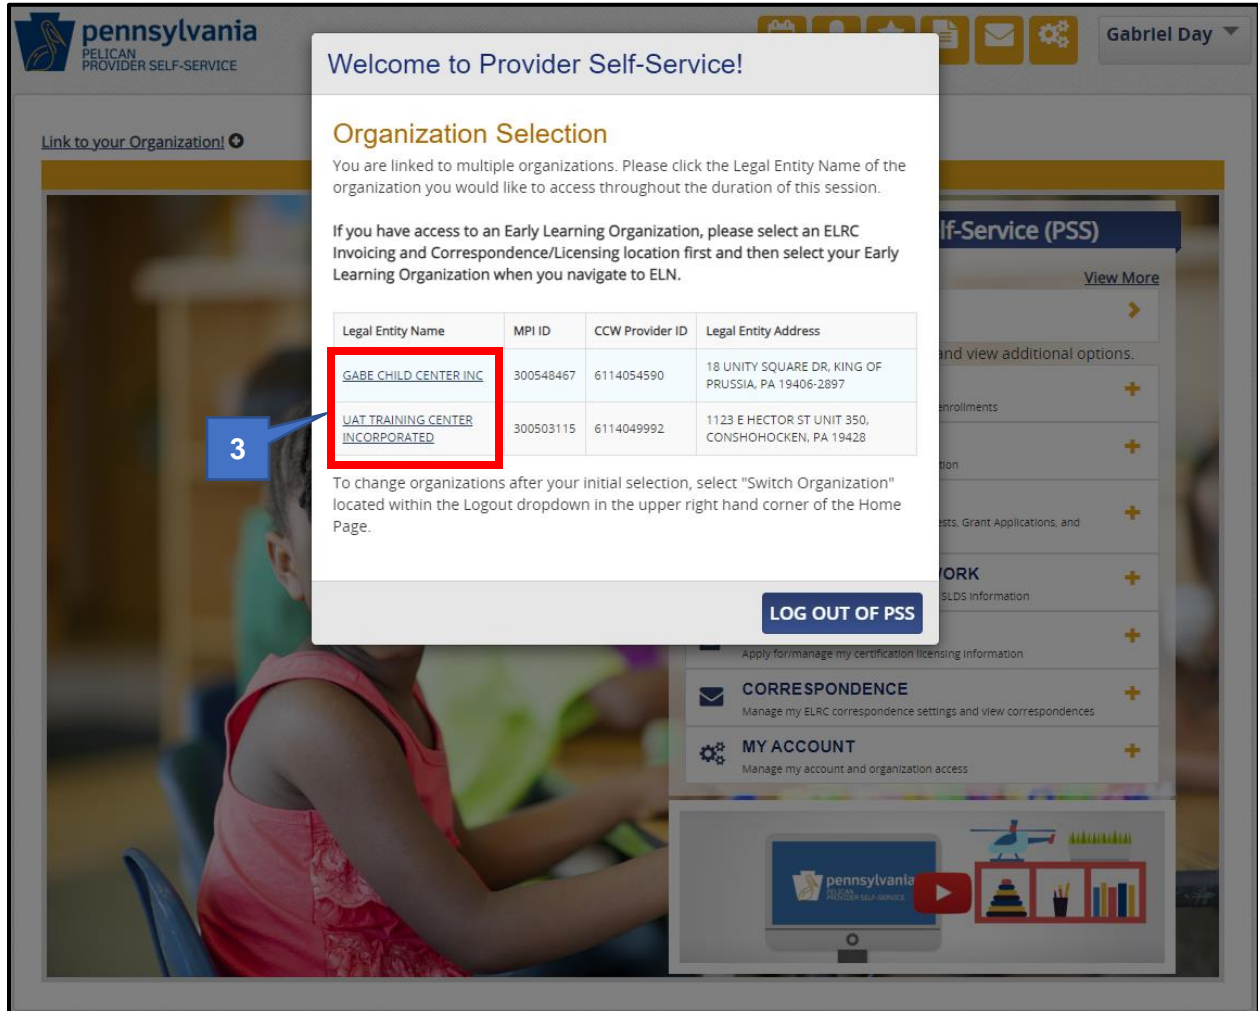 pennsylvania
PELICAN
PROVIDER SELF-SERVICE
Gabriel Day
Link to your Organization!
Welcome to Provider Self-Service!
Organization Selection
You are linked to multiple organizations. Please click the Legal Entity Name of the
organization you would like to access throughout the duration of this session.
If you have access to an Early Learning Organization, please select an ELRC
Invoicing and Correspondence/Licensing location first and then select your Early
Learning Organization when you navigate to ELN.
Legal Entity Name MPI ID CCW Provider ID Legal Entity Address
GABE CHILD CENTER INC 300548467 6114054590 18 UNITY SQUARE DR, KING OF
PRUSSIA, PA 19406-2897
UAT TRAINING CENTER
INCORPORATED 300503115 6114049992 1123 E HECTOR ST UNIT 350,
CONSHOHOCKEN, PA 19428
3
To change organizations after your initial selection, select "Switch Organization"
located within the Logout dropdown in the upper right hand corner of the Home
Page.
LOG OUT OF PSS
lf-Service (PSS)
View More
and view additional options.
enrollments
tion
ests, Grant Applications, and
ORK
SLDS Information
Apply for/manage my certification licensing information
CORRESPONDENCE
Manage my ELRC correspondence settings and view correspondences
MY ACCOUNT
Manage my account and organization access
pennsylvania
PELICAN
PROVIDER SELF-SERVICE